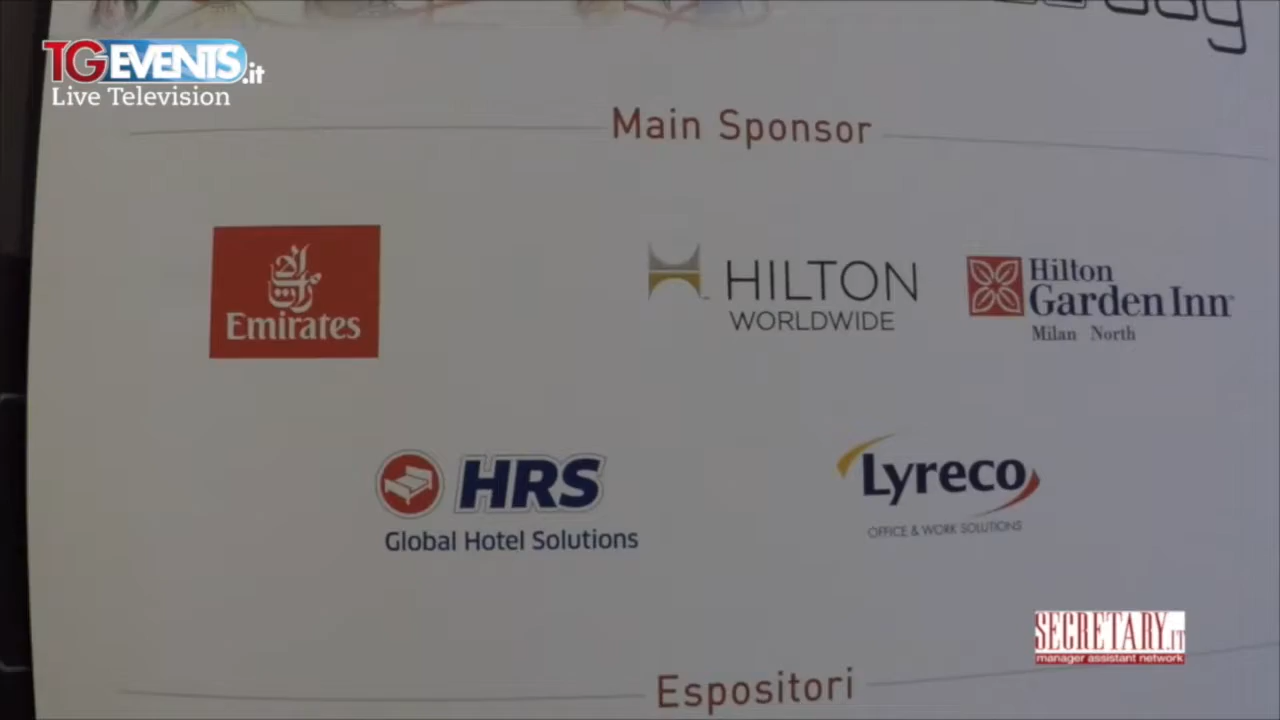 TGEVENTS.it
Live Television
Main Sponsor
Emirates
HILTON
WORLDWIDE
Hilton
Garden Inn
Milan North
HRS
Global Hotel Solutions
Lyreco
OFFICE & WORK SOLUTIONS
SECRETARY.IT
manager assistant network
Espositori